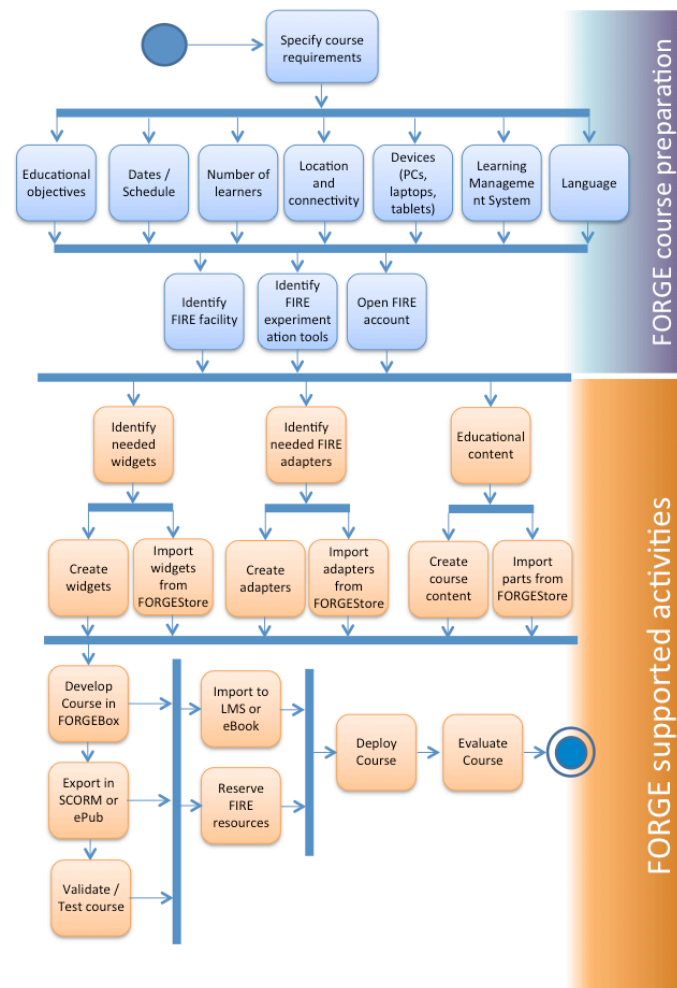 Specify course
requirements
Educational
objectives
Dates /
Schedule
Number of
learners
Location
and
connectivity
Devices
(PCs,
laptops,
tablets)
Learning
Manageme
nt System
Language
Identify
FIRE facility
Identify
FIRE
experiment
ation tools
Open FIRE
account
FORGE course preparation
Identify
needed
widgets
Identify
needed FIRE
adapters
Educational
content
Create
widgets
Import
widgets
from
FORGEStore
Create
adapters
Import
adapters
from
FORGEStore
Create
course
content
Import
parts from
FORGEStore
Develop
Course in
FORGEBox
Export in
SCORM or
ePub
Validate /
Test course
Import to
LMS or
eBook
Reserve
FIRE
resources
Deploy
Course
Evaluate
Course
FORGE supported activities